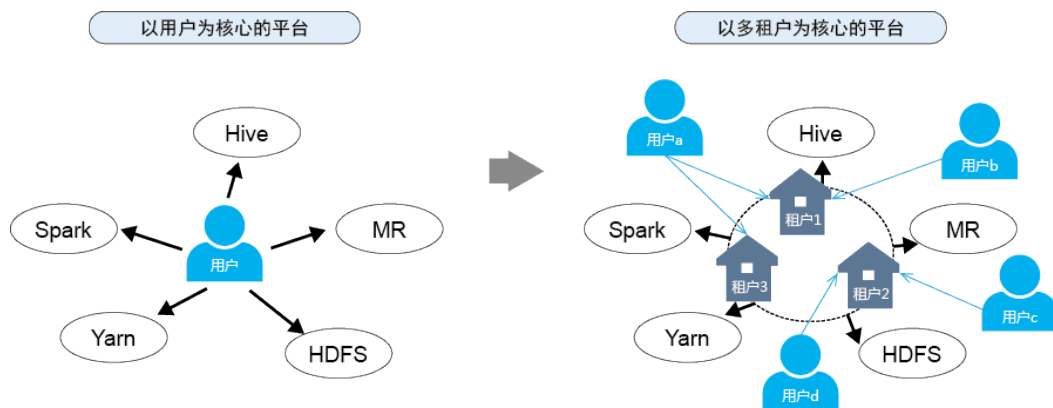 以用户为核心的平台
以多租户为核心的平台
Hive
Spark
用户
MR
Yarn
HDFS
用户a
Hive
用户b
租户1
Spark
MR
租户3
租户2
用户c
Yarn
HDFS
用户d